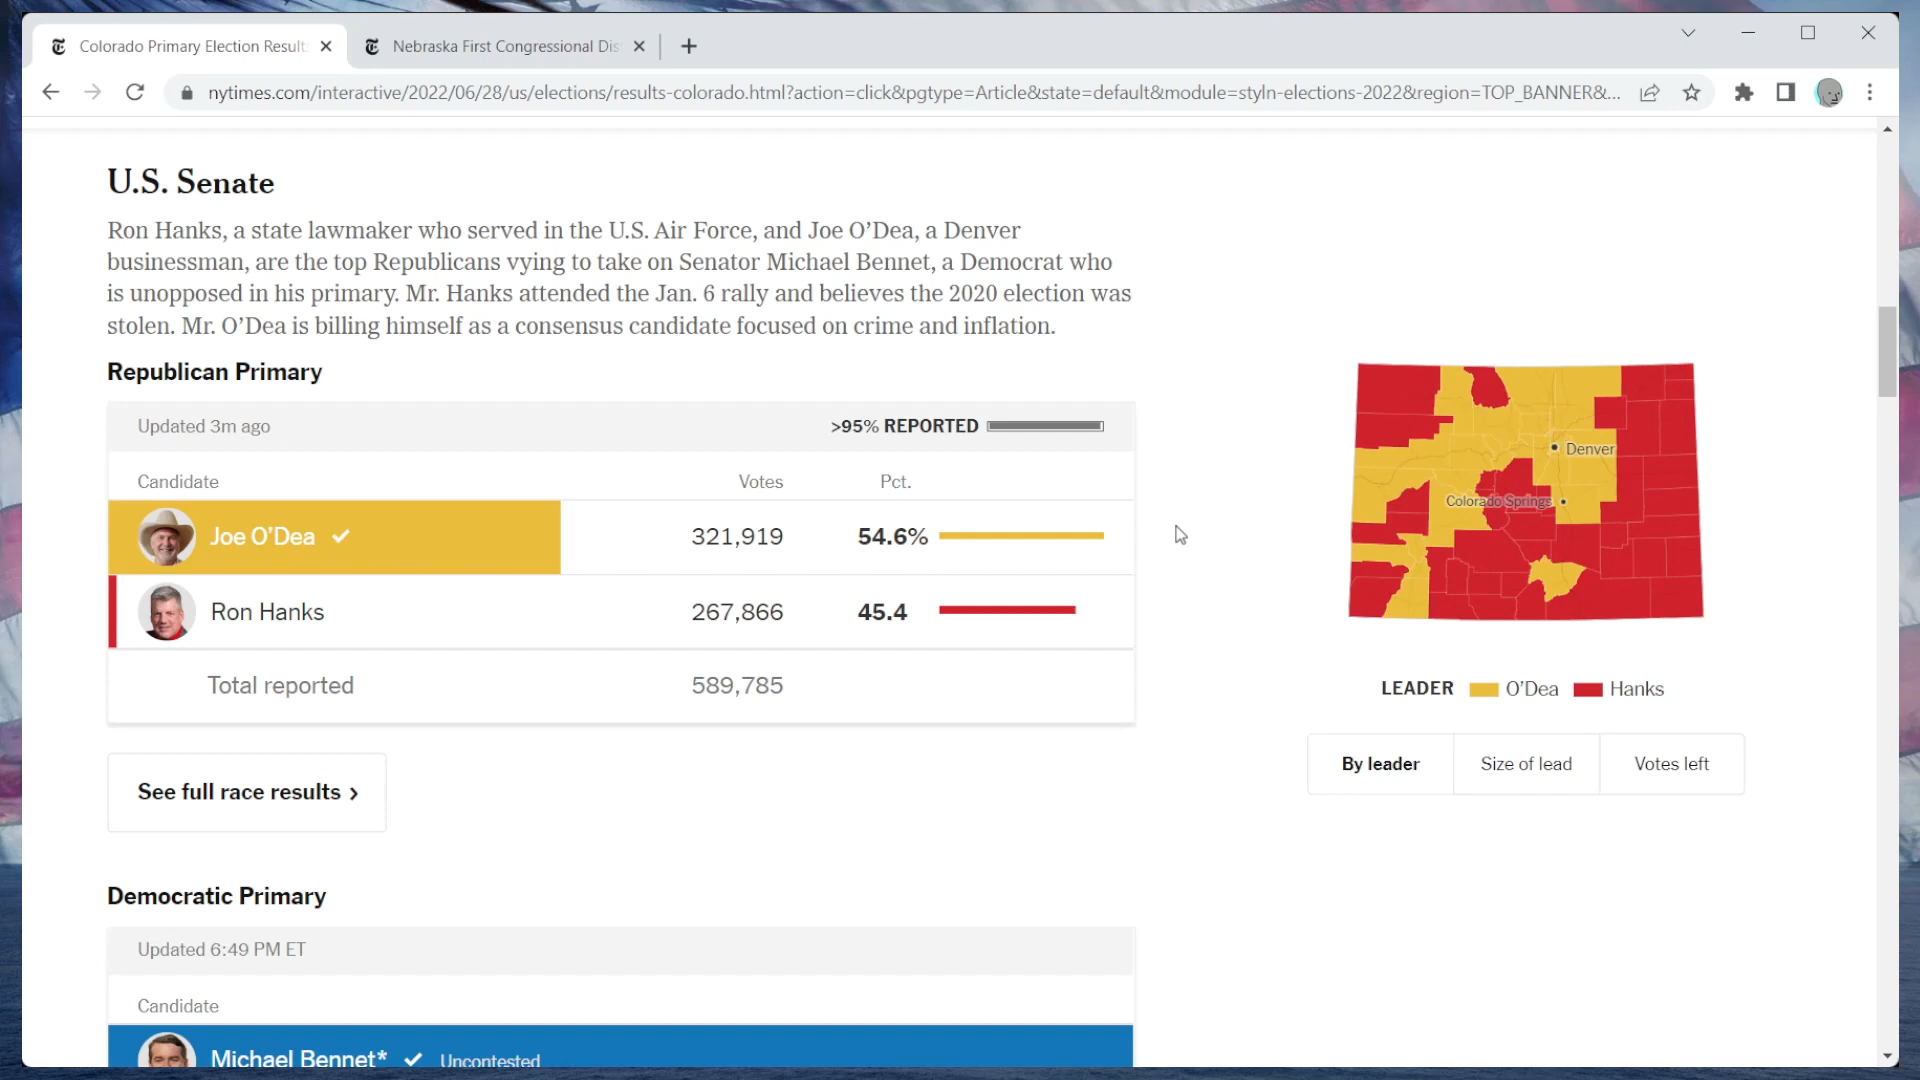 Colorado Primary Election Result
Nebraska First Congressional Dis
nytimes.com/interactive/2022/06/28/us/elections/results-colorado.html?action=click&pgtype=Article&state=default&module=styln-elections-2022&region=TOP_BANNER&...
U.S. Senate
Ron Hanks, a state lawmaker who served in the U.S. Air Force, and Joe O’Dea, a Denver
businessman, are the top Republicans vying to take on Senator Michael Bennet, a Democrat who
is unopposed in his primary. Mr. Hanks attended the Jan. 6 rally and believes the 2020 election was
stolen. Mr. O’Dea is billing himself as a consensus candidate focused on crime and inflation.
Republican Primary
Updated 3m ago >95% REPORTED
Candidate Votes Pct.
Joe O’Dea 321,919 54.6%
Ron Hanks 267,866 45.4
Total reported 589,785
See full race results ›
Denver
Colorado Springs
LEADER O’Dea Hanks
By leader Size of lead Votes left
Democratic Primary
Updated 6:49 PM ET
Candidate
Michael Bennet* Uncontested